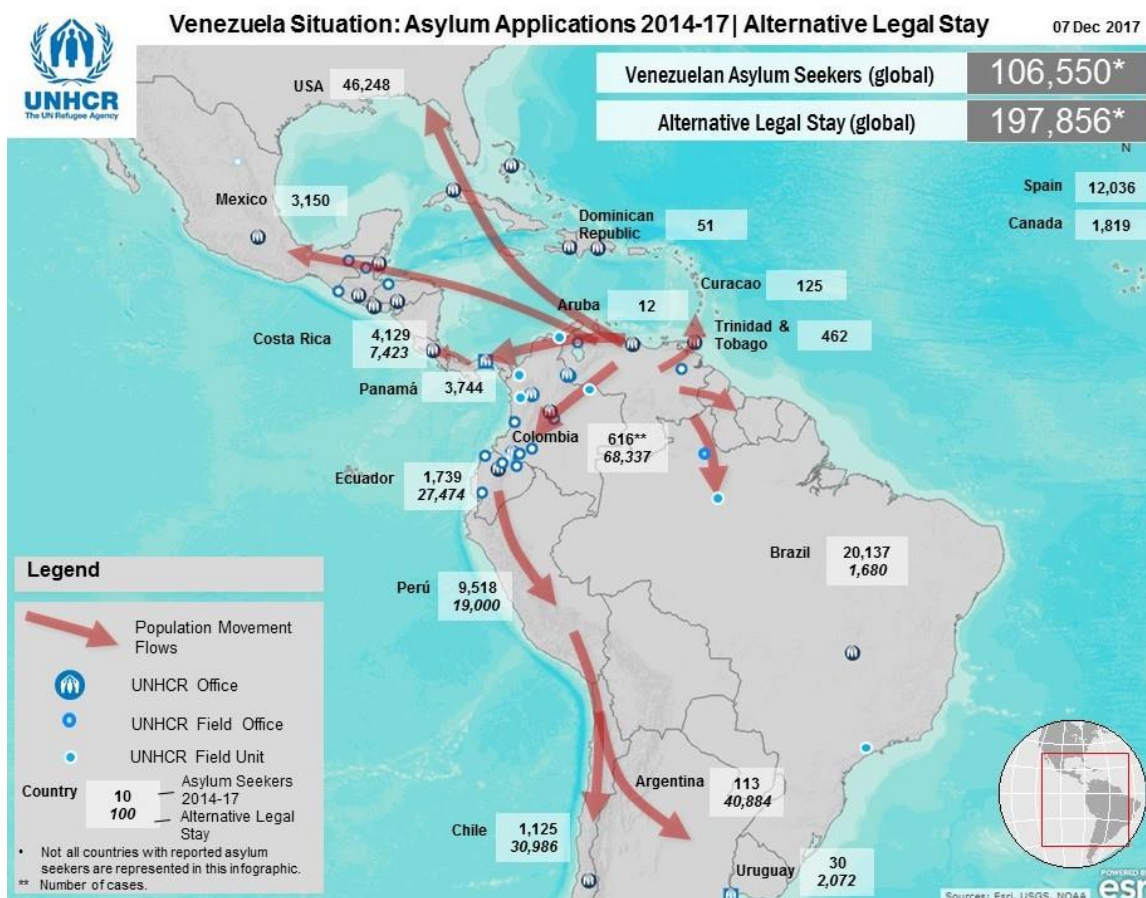 Venezuela Situation: Asylum Applications 2014-17| Alternative Legal Stay
07 Dec 2017
UNHCR
The UN Refugee Agency
Venezuelan Asylum Seekers (global)
106,550*
Alternative Legal Stay (global)
197,856*
N
USA
46,248
Spain
12,036
Canada
1,819
Mexico
3,150
Dominican
Republic
51
Curacao
125
Aruba
12
Trinidad &
Tobago
462
Costa Rica
4,129
7,423
Panamá
3,744
Colombia
616**
68,337
Ecuador
1,739
27,474
Brazil
20,137
1,680
Perú
9,518
19,000
Argentina
113
40,884
Chile
1,125
30,986
Uruguay
30
2,072
Legend
Population Movement
Flows
UNHCR Office
UNHCR Field Office
UNHCR Field Unit
Country
10
100
Asylum Seekers
2014-17
Alternative Legal
Stay
• Not all countries with reported asylum
seekers are represented in this infographic.
** Number of cases.
POWERED BY
esri
Sources: Esri, USGS, NOAA